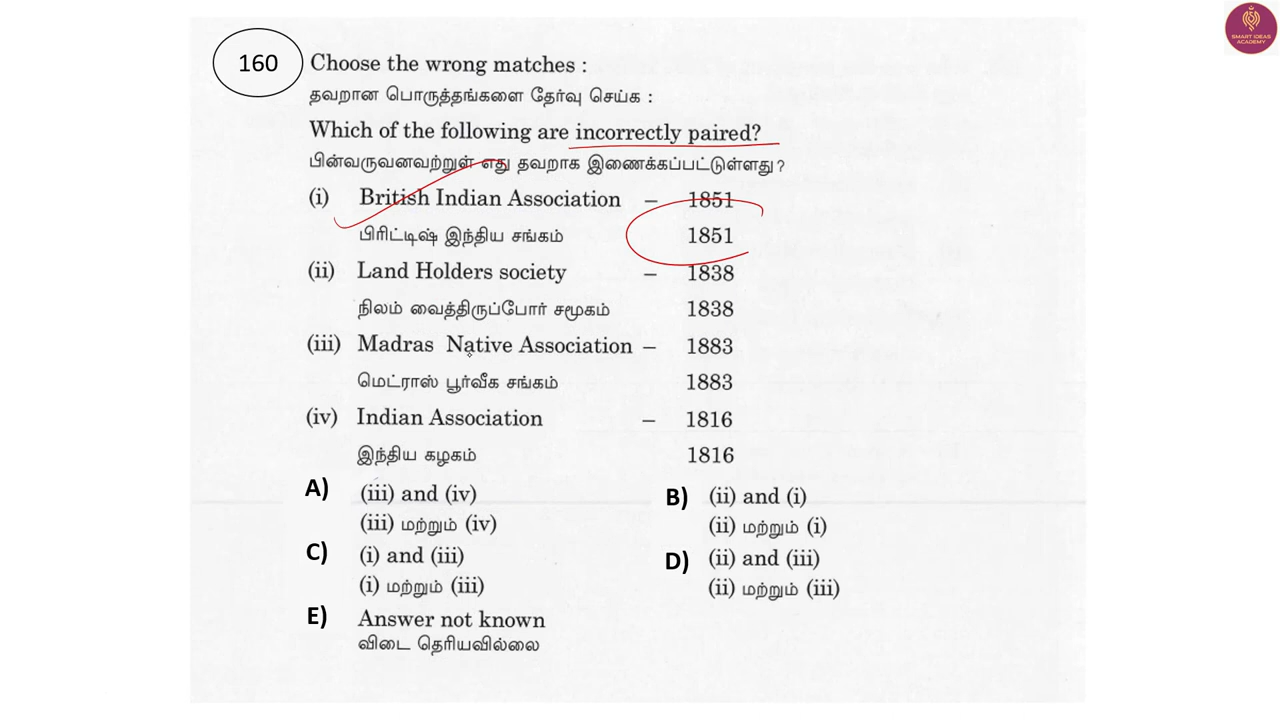 SMART IDEAS
ACADEMY
160
Choose the wrong matches :
தவறான பொருத்தங்களை தேர்வு செய்க :
Which of the following are incorrectly paired?
பின்வருவனவற்றுள் எது தவறாக இணைக்கப்பட்டுள்ளது?
(i) British Indian Association – 1851
பிரிட்டிஷ் இந்திய சங்கம் 1851
(ii) Land Holders society – 1838
நிலம் வைத்திருப்போர் சமூகம் 1838
(iii) Madras Native Association – 1883
மெட்ராஸ் பூர்வீக சங்கம் 1883
(iv) Indian Association – 1816
இந்திய கழகம் 1816
A) (iii) and (iv) B) (ii) and (i)
(iii) மற்றும் (iv) (ii) மற்றும் (i)
C) (i) and (iii) D) (ii) and (iii)
(i) மற்றும் (iii) (ii) மற்றும் (iii)
E) Answer not known
விடை தெரியவில்லை